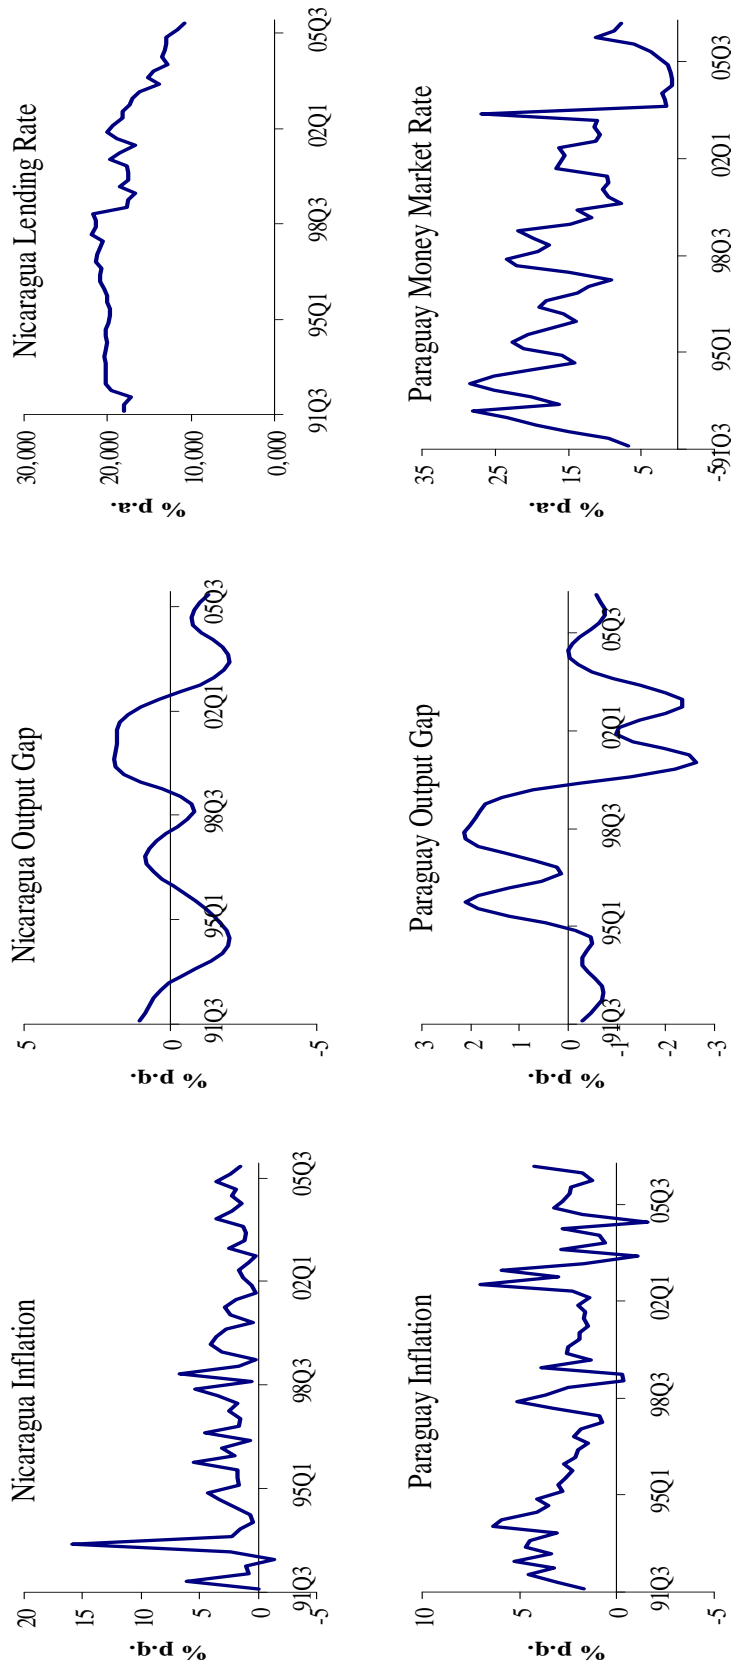 Nicaragua Inflation
% p.q.
20
15
10
5
0
-5
91Q3 95Q1 98Q3 02Q1 05Q3
Nicaragua Output Gap
% p.q.
5
0
-5
91Q3 95Q1 98Q3 02Q1 05Q3
Nicaragua Lending Rate
% p.a.
30,000
20,000
10,000
0,000
91Q3 95Q1 98Q3 02Q1 05Q3
Paraguay Inflation
% p.q.
10
5
0
-5
91Q3 95Q1 98Q3 02Q1 05Q3
Paraguay Output Gap
% p.q.
3
2
1
0
-1
-2
-3
91Q3 95Q1 98Q3 02Q1 05Q3
Paraguay Money Market Rate
% p.a.
35
25
15
5
-5
91Q3 95Q1 98Q3 02Q1 05Q3